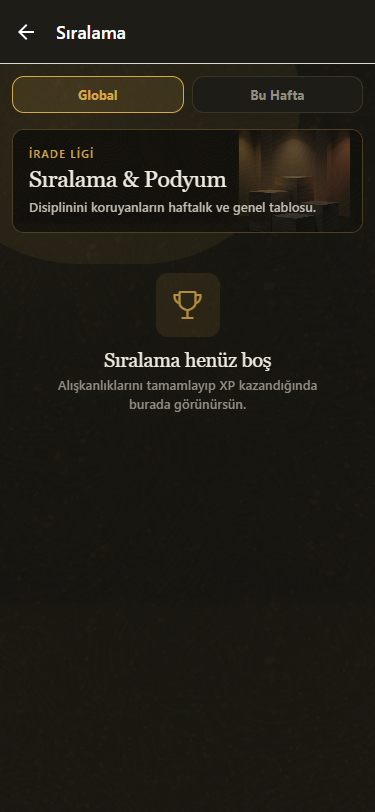 Sıralama
Global
Bu Hafta
İRADE LİGİ
Sıralama & Podyum
Disiplinini koruyanların haftalık ve genel tablosu.
Sıralama henüz boş
Alışkanlıklarını tamamlayıp XP kazandığında
burada görünürsün.